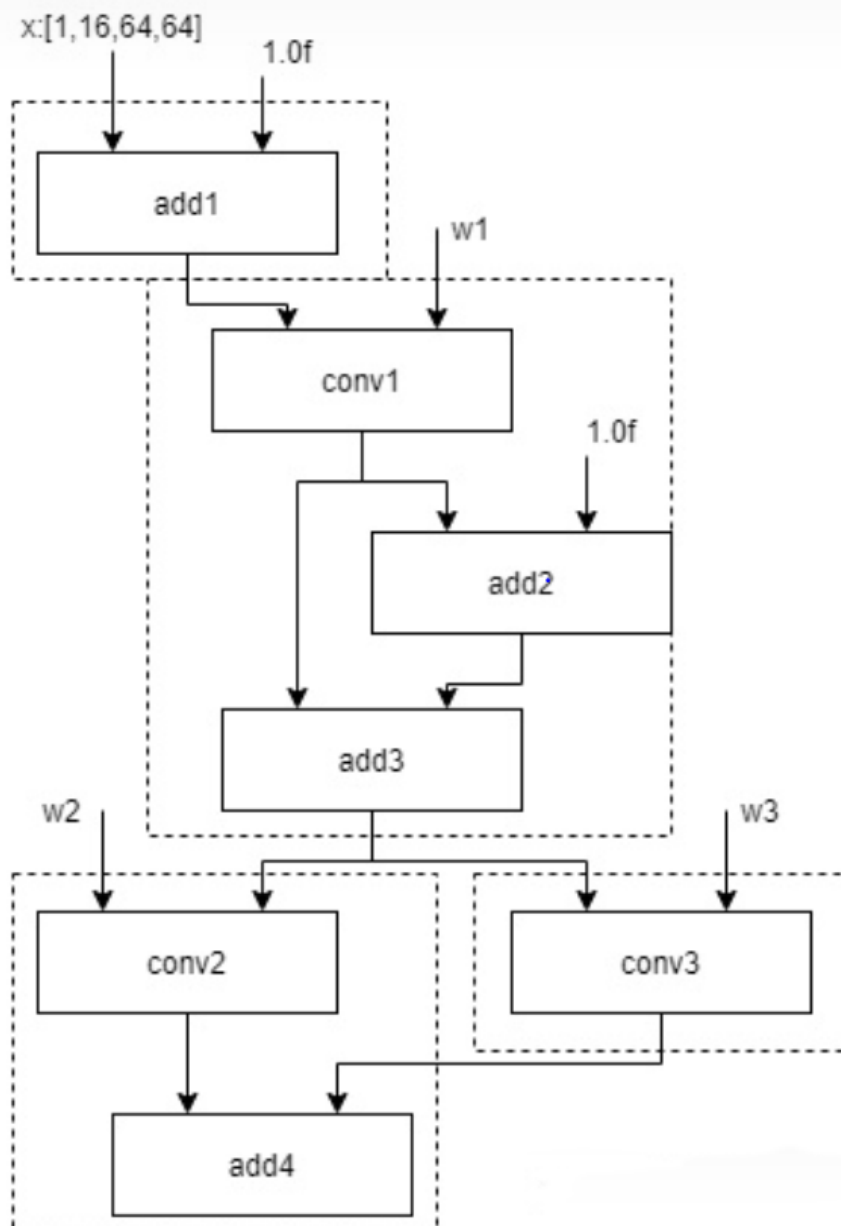 x:[1,16,64,64]
1.0f
add1
w1
conv1
1.0f
add2
add3
w2
w3
conv2
conv3
add4